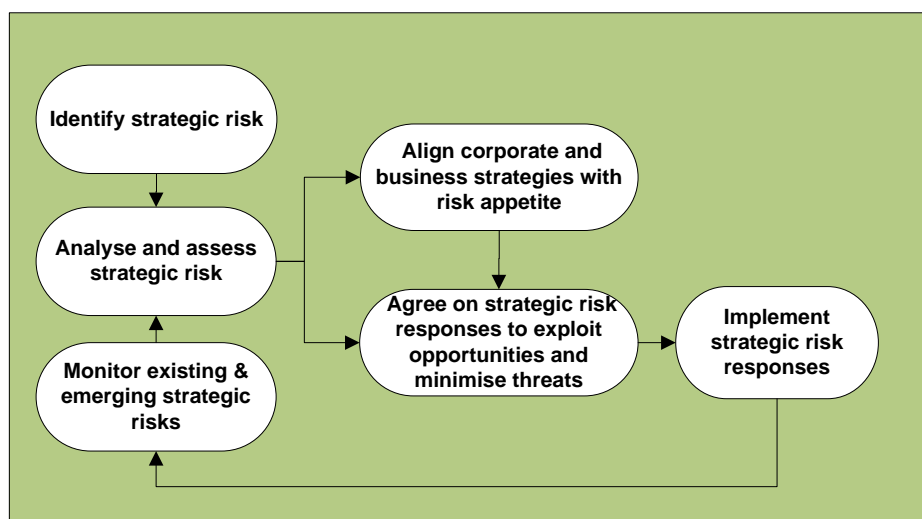 Identify strategic risk
Align corporate and
business strategies with
risk appetite
Analyse and assess
strategic risk
Agree on strategic risk
responses to exploit
opportunities and
minimise threats
Implement
strategic risk
responses
Monitor existing &
emerging strategic
risks